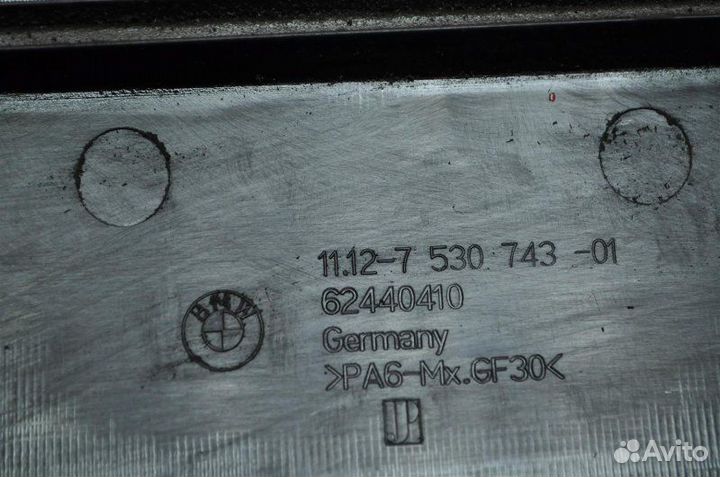 11.12-7 530 743 -01
62440410
Germany
>PA6-Mx.GF30<
BMW
Avito